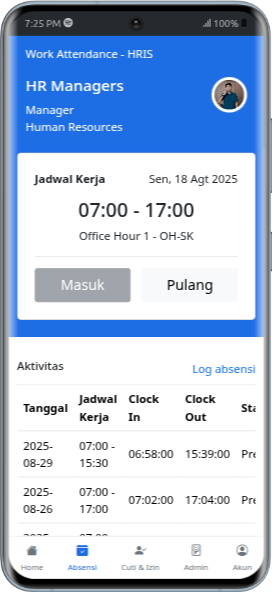 7:25 PM 100%
Work Attendance - HRIS
HR Managers
Manager
Human Resources
Jadwal Kerja Sen, 18 Agt 2025
07:00 - 17:00
Office Hour 1 - OH-SK
Masuk Pulang
Aktivitas Log absensi
Tanggal Jadwal Kerja Clock In Clock Out Sta
2025-08-29 07:00 - 15:30 06:58:00 15:39:00 Pre
2025-08-26 07:00 - 17:00 07:02:00 17:04:00 Pre
Home Absensi Cuti & Izin Admin Akun